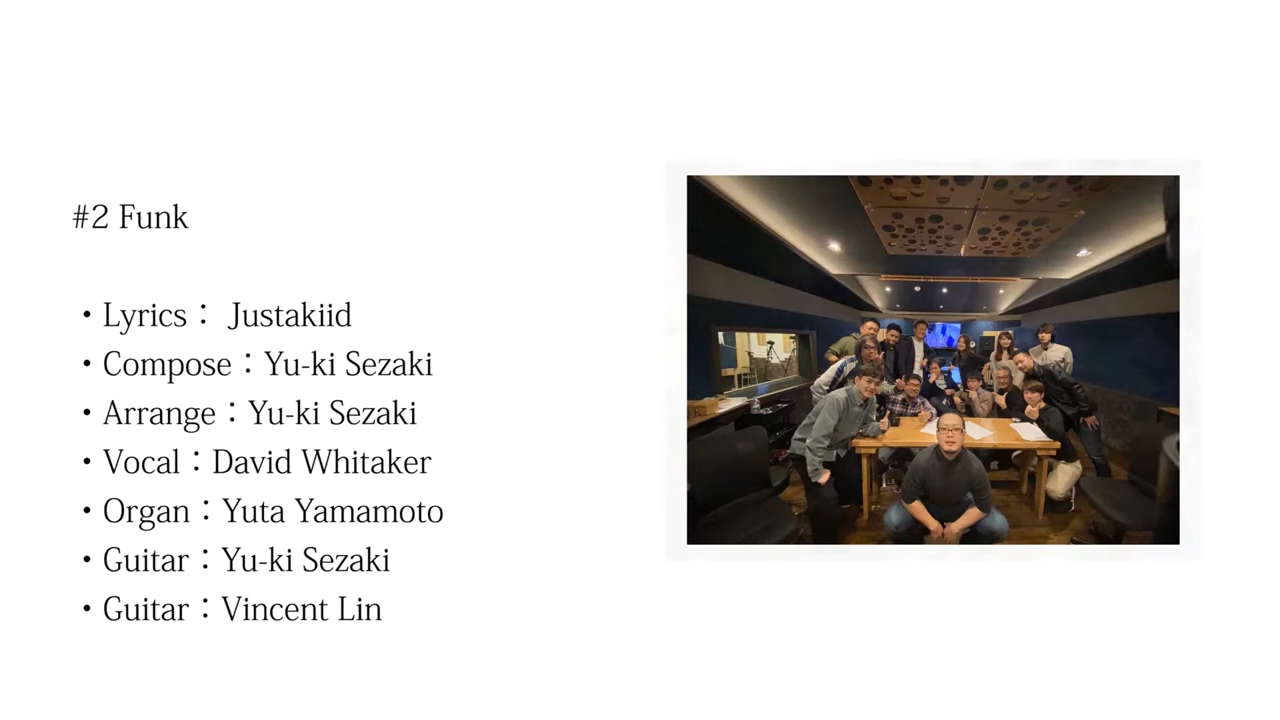 #2 Funk
・Lyrics： Justakiid
・Compose：Yu-ki Sezaki
・Arrange：Yu-ki Sezaki
・Vocal：David Whitaker
・Organ：Yuta Yamamoto
・Guitar：Yu-ki Sezaki
・Guitar：Vincent Lin